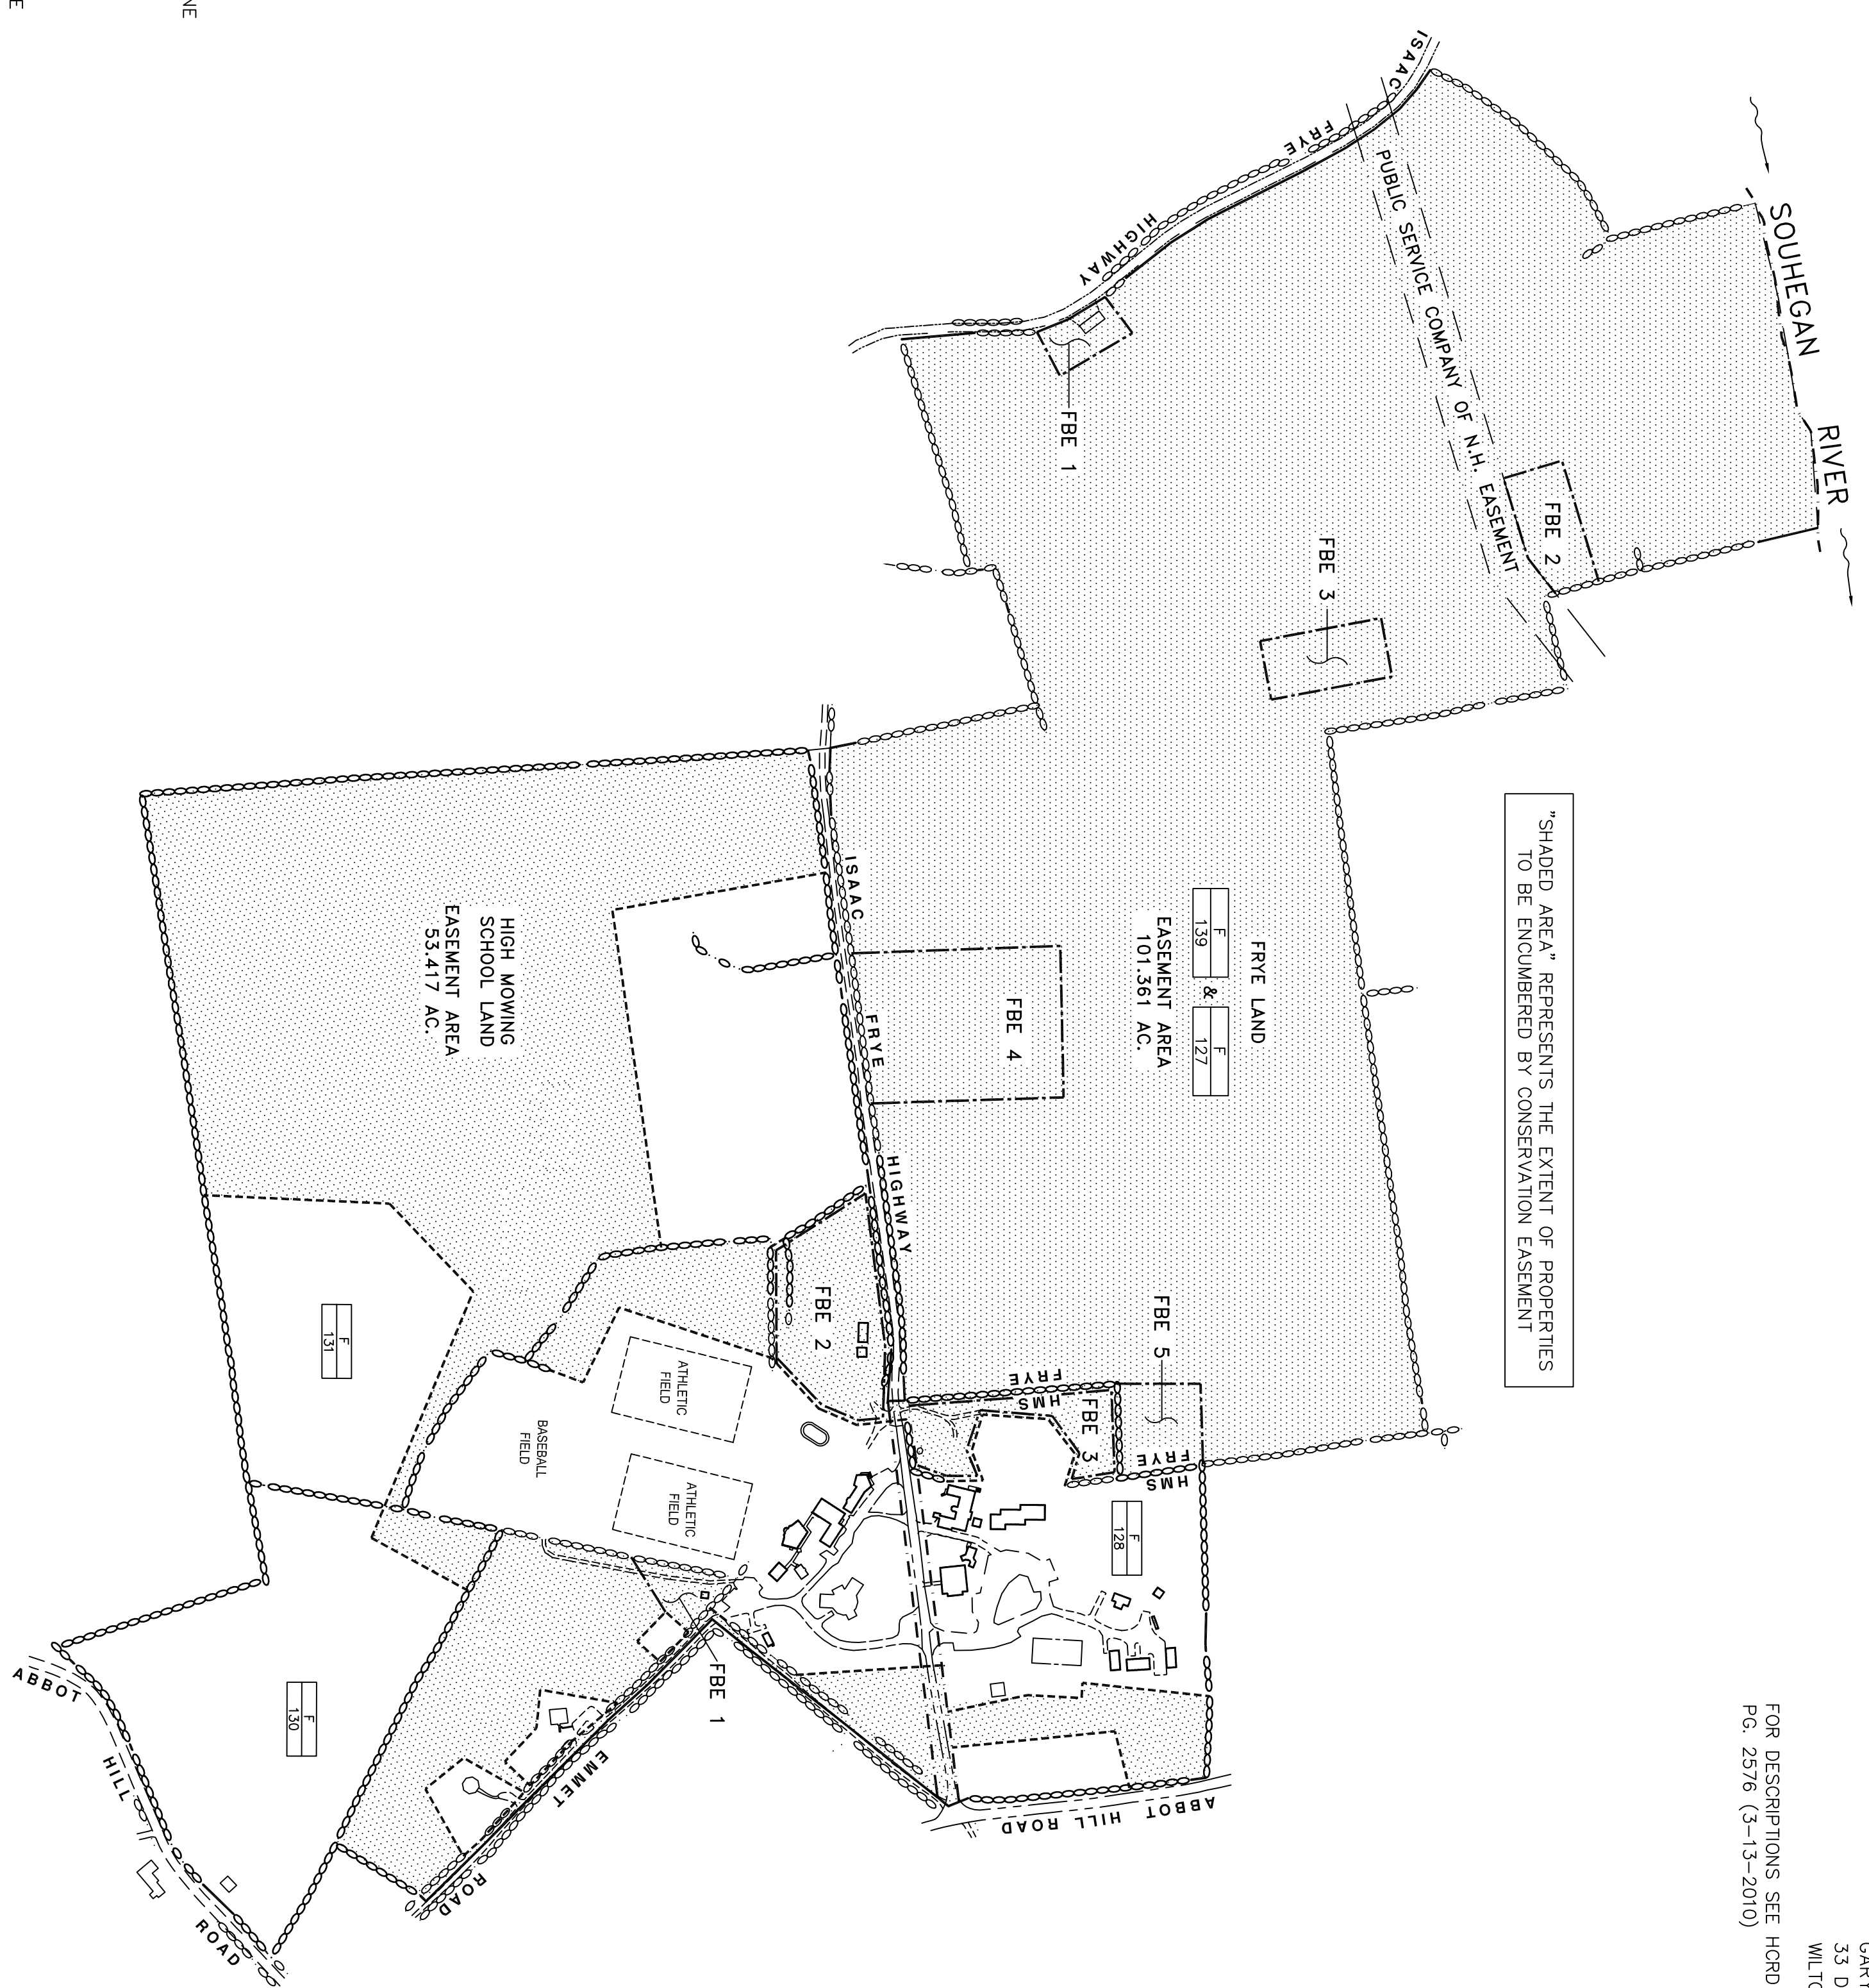 SOUHEGAN
RIVER
"SHADED AREA" REPRESENTS THE EXTENT OF PROPERTIES
TO BE ENCUMBERED BY CONSERVATION EASEMENT
FOR DESCRIPTIONS SEE HCRD
PG. 2576 (3-13-2010)
33 D
WILTO
ISAAC
FRYE
HIGHWAY
PUBLIC SERVICE COMPANY OF N.H. EASEMENT
FBE 1
FBE 2
FBE 3
FRYE LAND
F
139
&
F
127
EASEMENT AREA
101.361 AC.
FBE 4
FBE 5
ISAAC
FRYE
HIGHWAY
FRYE
HMS
FBE 3
FRYE
HMS
F
128
HIGH MOWING
SCHOOL LAND
EASEMENT AREA
53.417 AC.
FBE 2
ATHLETIC
FIELD
ATHLETIC
FIELD
BASEBALL
FIELD
F
131
FBE 1
F
130
EMMET
ROAD
ABBOT HILL ROAD
ABBOT
HILL
ROAD
NE
E